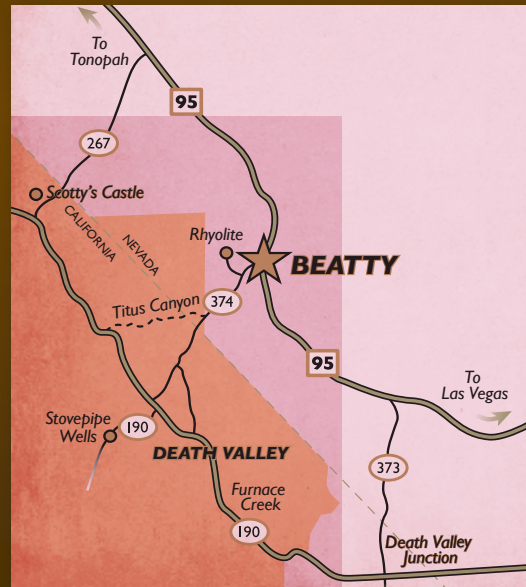 To
Tonopah
95
267
Scotty's Castle
CALIFORNIA
NEVADA
Rhyolite
BEATTY
Titus Canyon
374
95
To
Las Vegas
Stovepipe
Wells
190
DEATH VALLEY
373
Furnace
Creek
190
Death Valley
Junction